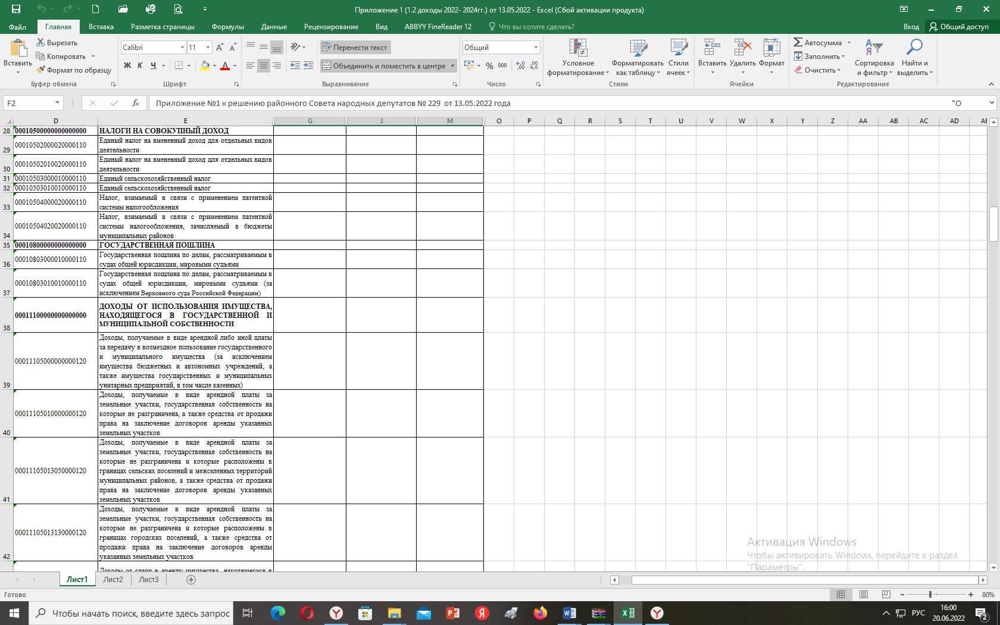 Приложение 1 (1.2 доходы 2022- 2024гг.) от 13.05.2022 - Excel (Сбой активации продукта)
Файл Главная Вставка Разметка страницы Формулы Данные Рецензирование Вид ABBYY FineReader 12 Что вы хотите сделать? Вход Общий доступ
Вставить
Вырезать
Копировать
Формат по образцу
Буфер обмена
Calibri 11
Ж К Ч А
Шрифт
Перенести текст
Объединить и поместить в центре
Выравнивание
Общий
% 000
Число
Условное форматирование
Форматировать как таблицу
Стили ячеек
Стили
Вставить Удалить Формат
Ячейки
Автосумма
Заполнить
Очистить
Сортировка и фильтр
Найти и выделить
Редактирование
F2 fx Приложение №1 к решению районного Совета народных депутатов № 229 от 13.05.2022 года "О
D E G J M O P Q R S T U V W X Y Z AA AB AC AD AE
28 00010500000000000000 НАЛОГИ НА СОВОКУПНЫЙ ДОХОД
29 00010502000020000110 Единый налог на вмененный доход для отдельных видов
деятельности
30 00010502010020000110 Единый налог на вмененный доход для отдельных видов
деятельности
31 00010503000010000110 Единый сельскохозяйственный налог
32 00010503010010000110 Единый сельскохозяйственный налог
33 00010504000020000110 Налог, взимаемый в связи с применением патентной
системы налогообложения
34 00010504020020000110 Налог, взимаемый в связи с применением патентной
системы налогообложения, зачисляемый в бюджеты
муниципальных районов
35 00010800000000000000 ГОСУДАРСТВЕННАЯ ПОШЛИНА
36 00010803000010000110 Государственная пошлина по делам, рассматриваемым в
судах общей юрисдикции, мировыми судьями
37 00010803010010000110 Государственная пошлина по делам, рассматриваемым в
судах общей юрисдикции, мировыми судьями (за
исключением Верховного суда Российской Федерации)
38 00011100000000000000 ДОХОДЫ ОТ ИСПОЛЬЗОВАНИЯ ИМУЩЕСТВА,
НАХОДЯЩЕГОСЯ В ГОСУДАРСТВЕННОЙ И
МУНИЦИПАЛЬНОЙ СОБСТВЕННОСТИ
39 00011105000000000120 Доходы, получаемые в виде арендной либо иной платы
за передачу в возмездное пользование государственного
и муниципального имущества (за исключением
имущества бюджетных и автономных учреждений, а
также имущества государственных и муниципальных
унитарных предприятий, в том числе казенных)
40 00011105010000000120 Доходы, получаемые в виде арендной платы за
земельные участки, государственная собственность на
которые не разграничена, а также средства от продажи
права на заключение договоров аренды указанных
земельных участков
41 00011105013050000120 Доходы, получаемые в виде арендной платы за
земельные участки, государственная собственность на
которые не разграничена и которые расположены в
границах сельских поселений и межселенных территорий
муниципальных районов, а также средства от продажи
права на заключение договоров аренды указанных
земельных участков
42 00011105013130000120 Доходы, получаемые в виде арендной платы за
земельные участки, государственная собственность на
которые не разграничена и которые расположены в
границах городских поселений, а также средства от
продажи права на заключение договоров аренды
указанных земельных участков
Доходы от сдачи в аренду имущества, находящегося в
Активация Windows
Чтобы активировать Windows, перейдите в раздел
"Параметры".
Лист1 Лист2 Лист3
Готово 80%
Чтобы начать поиск, введите здесь запрос
РУС
16:00
20.06.2022
2